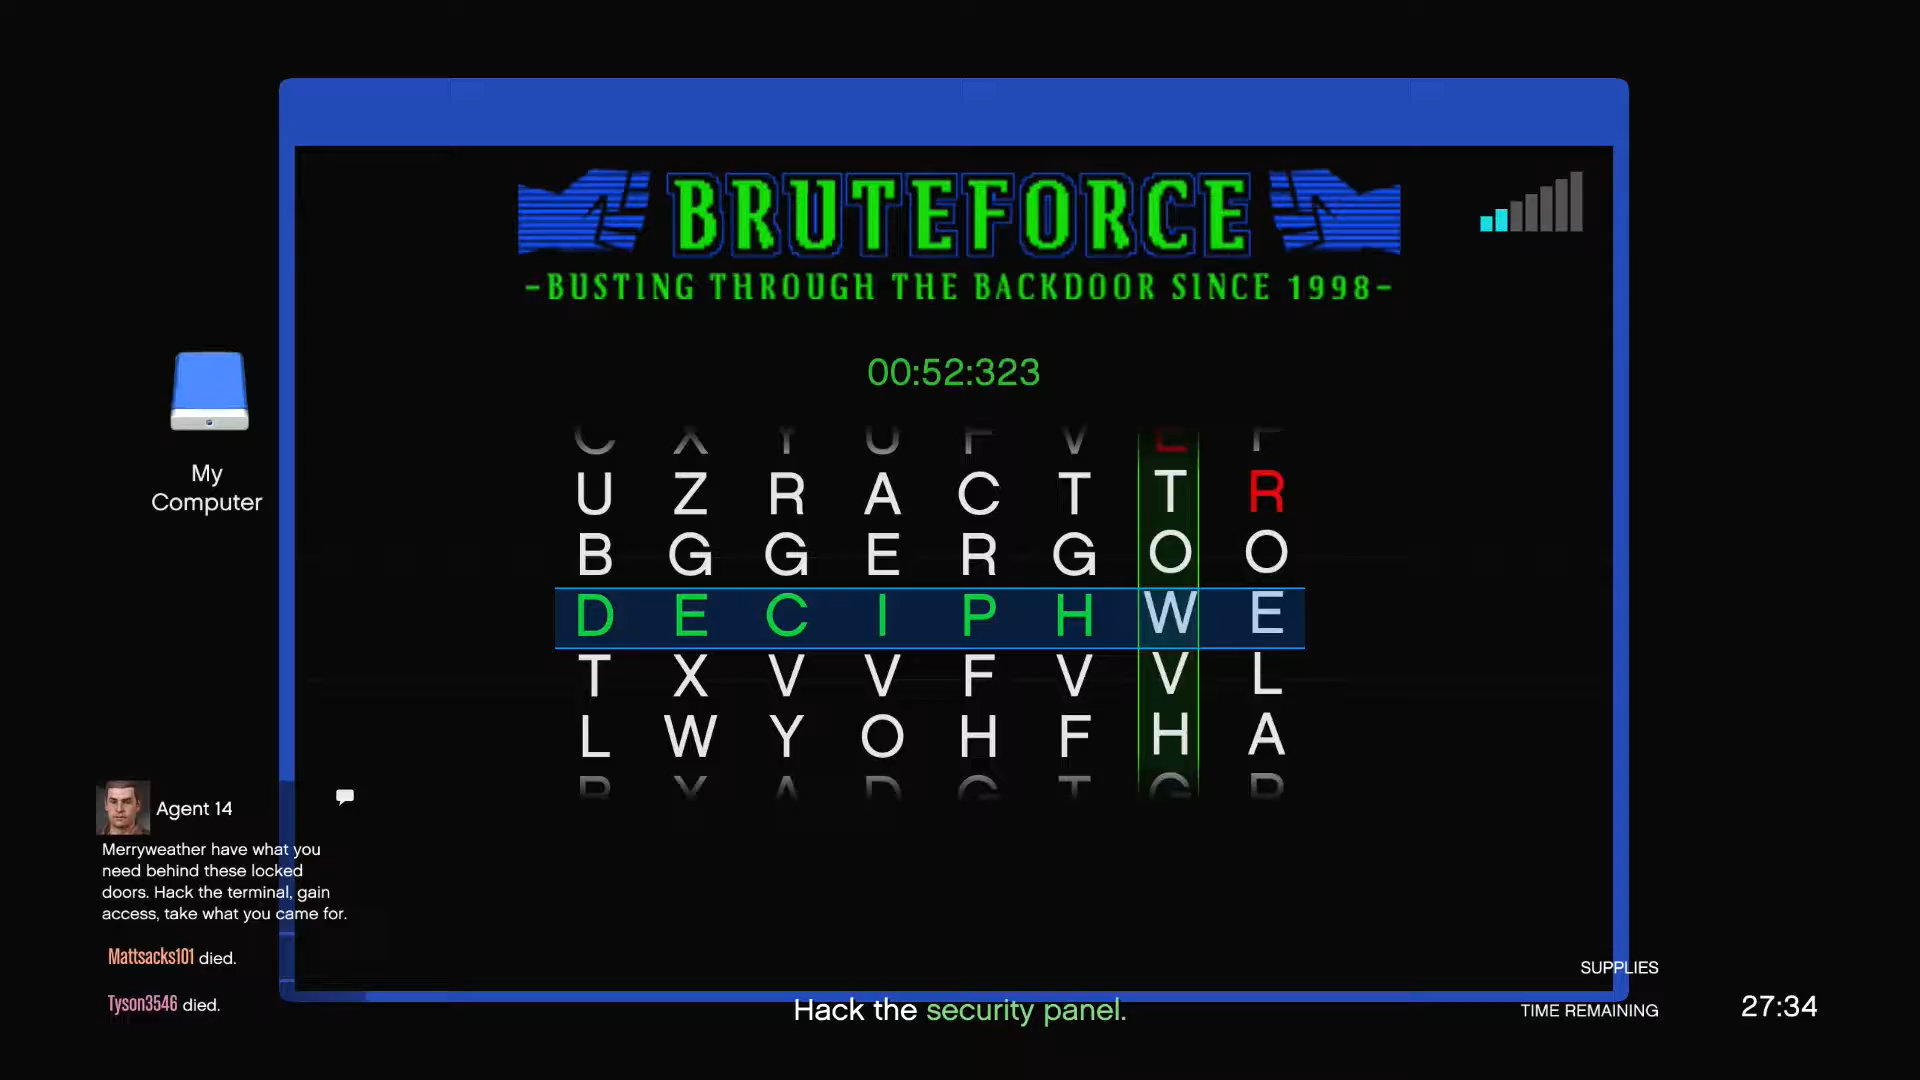 BRUTEFORCE
-BUSTING THROUGH THE BACKDOOR SINCE 1998-
00:52:323
My
Computer
C X Y U F V E F
U Z R A C T T R
B G G E R G O O
D E C I P H W E
T X V V F V V L
L W Y O H F H A
Agent 14
Merryweather have what you
need behind these locked
doors. Hack the terminal, gain
access, take what you came for.
Mattsacks101 died.
Tyson3546 died.
Hack the security panel.
SUPPLIES
TIME REMAINING 27:34